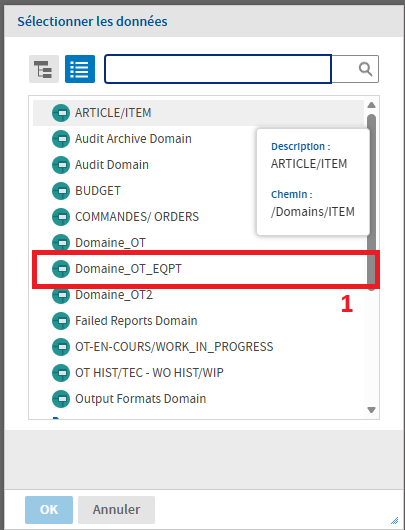 Sélectionner les données
ARTICLE/ITEM
Audit Archive Domain
Audit Domain
BUDGET
COMMANDES/ ORDERS
Domaine_OT
Domaine_OT_EQPT
Domaine_OT2
Failed Reports Domain
OT-EN-COURS/WORK_IN_PROGRESS
OT HIST/TEC - WO HIST/WIP
Output Formats Domain
Description :
ARTICLE/ITEM
Chemin :
/Domains/ITEM
1
OK
Annuler